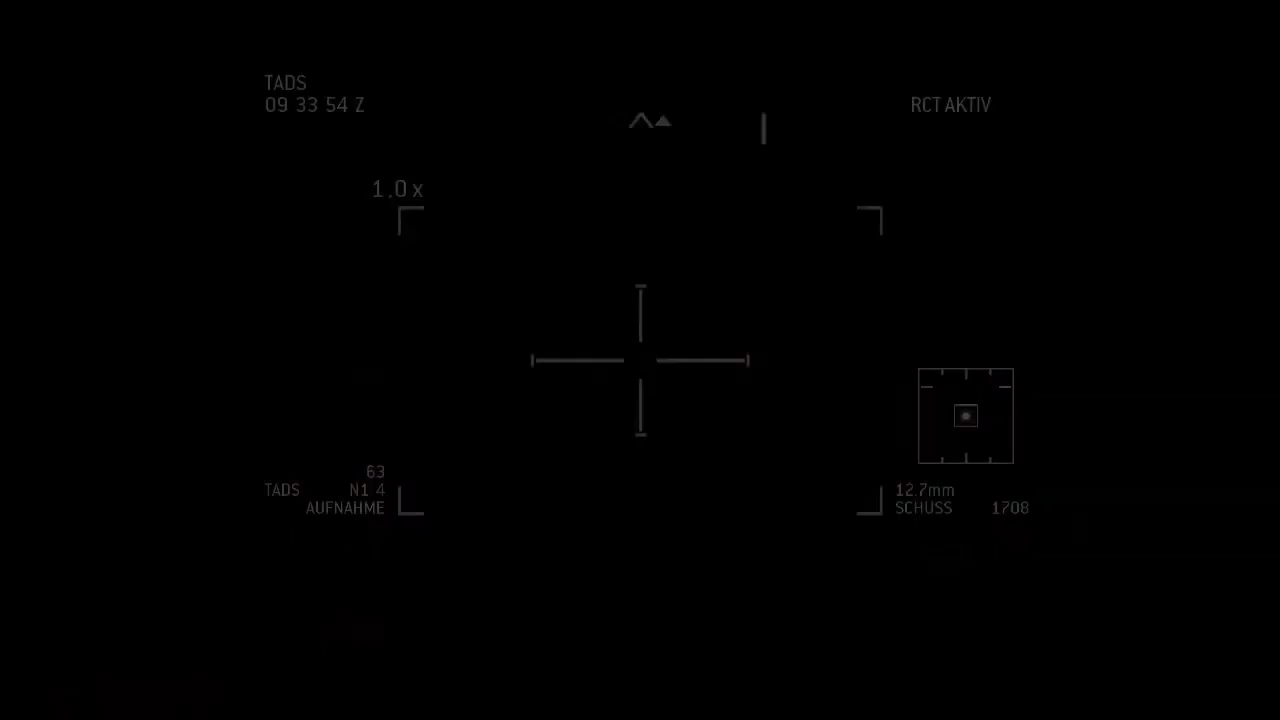 TADS
09 33 54 Z
RCT AKTIV
1.0 x
63
TADS N1 4
AUFNAHME
12.7mm
SCHUSS 1708